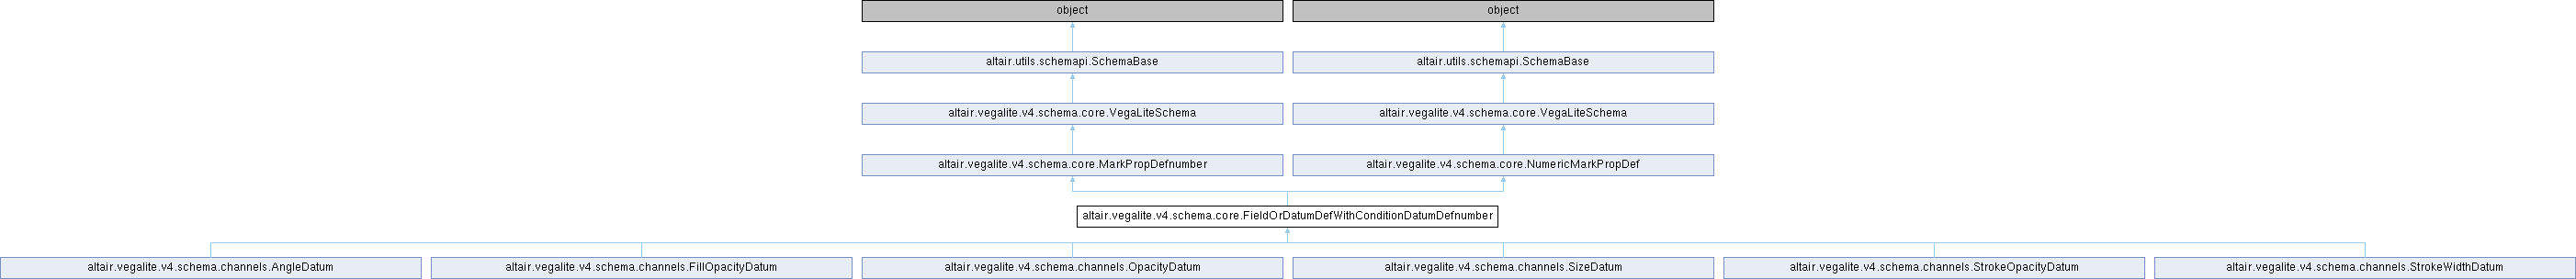 object
object
altair.utils.schemapi.SchemaBase
altair.utils.schemapi.SchemaBase
altair.vegalite.v4.schema.core.VegaLiteSchema
altair.vegalite.v4.schema.core.VegaLiteSchema
altair.vegalite.v4.schema.core.MarkPropDefnumber
altair.vegalite.v4.schema.core.NumericMarkPropDef
altair.vegalite.v4.schema.core.FieldOrDatumDefWithConditionDatumDefnumber
altair.vegalite.v4.schema.channels.AngleDatum
altair.vegalite.v4.schema.channels.FillOpacityDatum
altair.vegalite.v4.schema.channels.OpacityDatum
altair.vegalite.v4.schema.channels.SizeDatum
altair.vegalite.v4.schema.channels.StrokeOpacityDatum
altair.vegalite.v4.schema.channels.StrokeWidthDatum